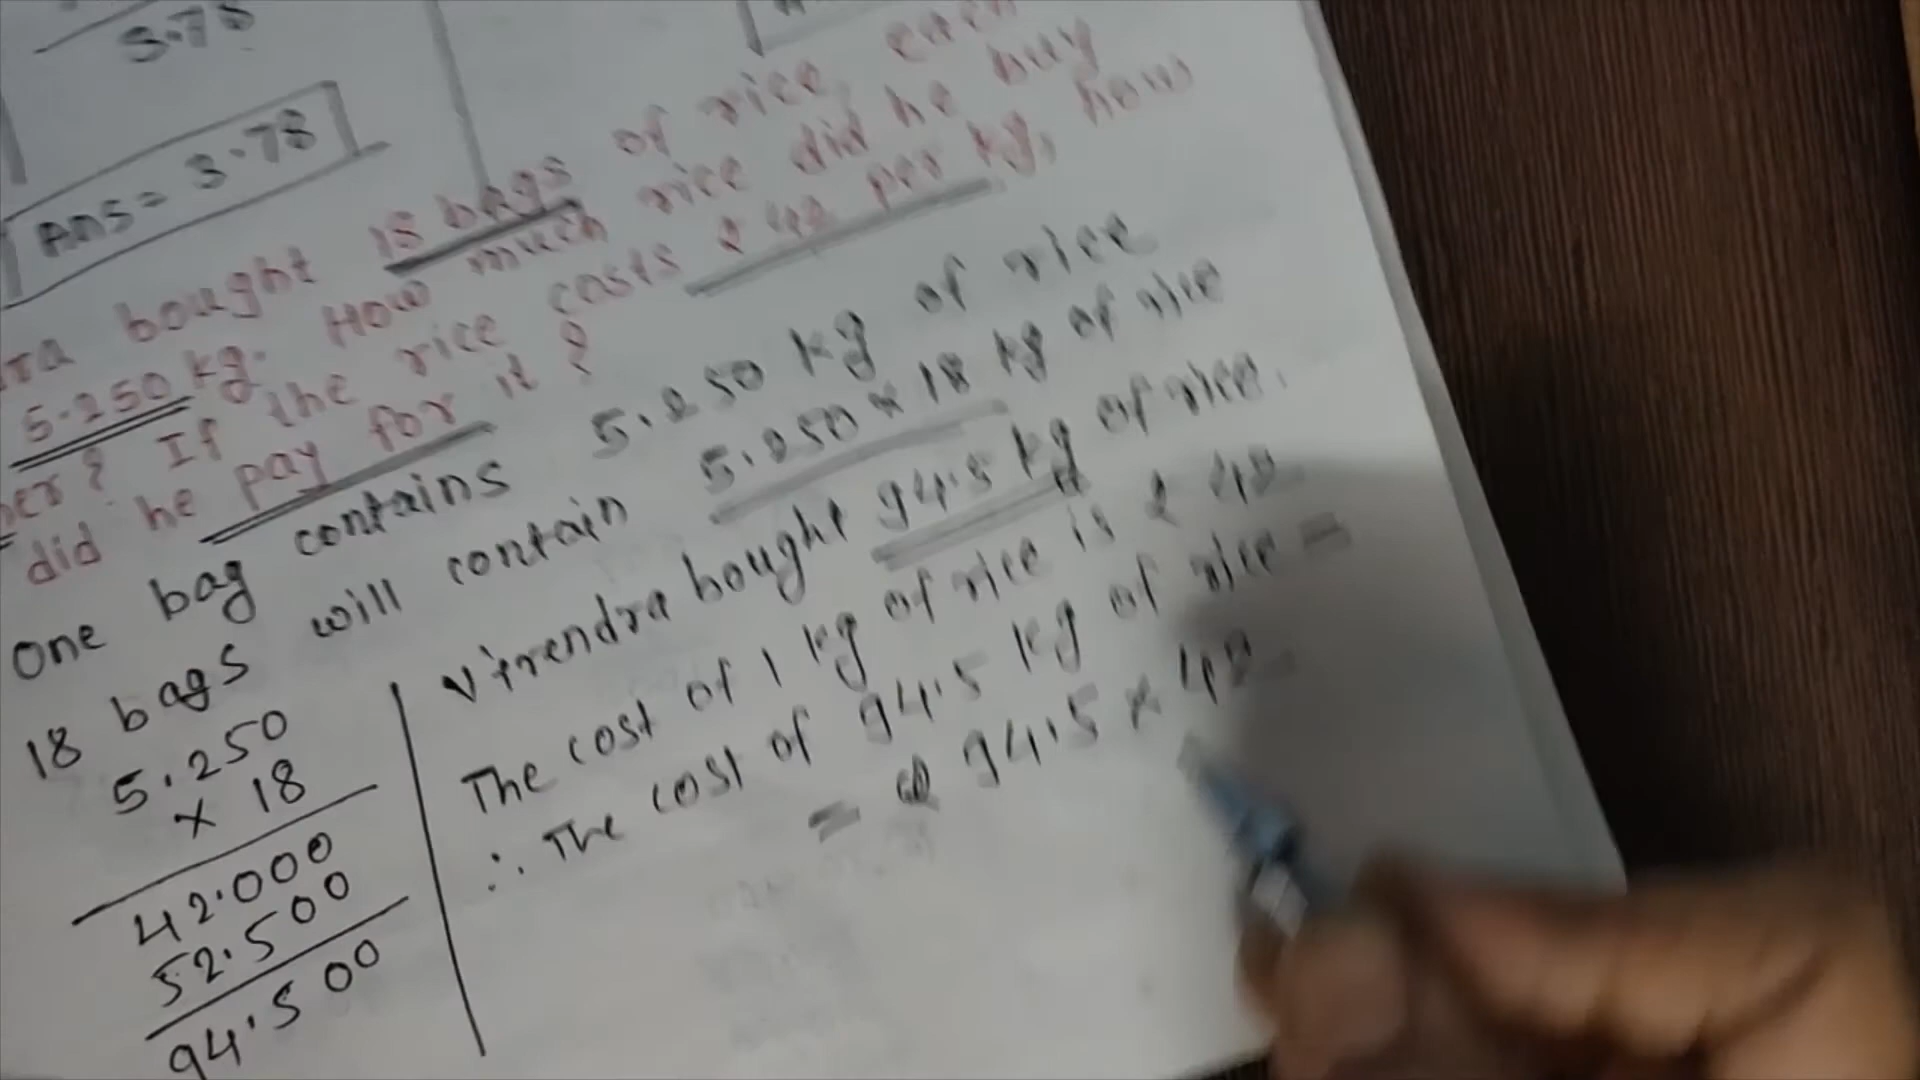 3.78
Ans = 3.78
bought 18 bags of rice, each
5.250 kg. How much rice did he buy
If the rice costs ₹ 42 per kg, how
did he pay for it?
One bag contains 5.250 kg of rice
18 bags will contain 5.250 × 18 kg of rice
5.250
× 18
42.000
52.500
94.500
Virendra bought 94.5 kg of rice.
The cost of 1 kg of rice is ₹ 42
∴ The cost of 94.5 kg of rice =
= ₹ 94.5 × 42